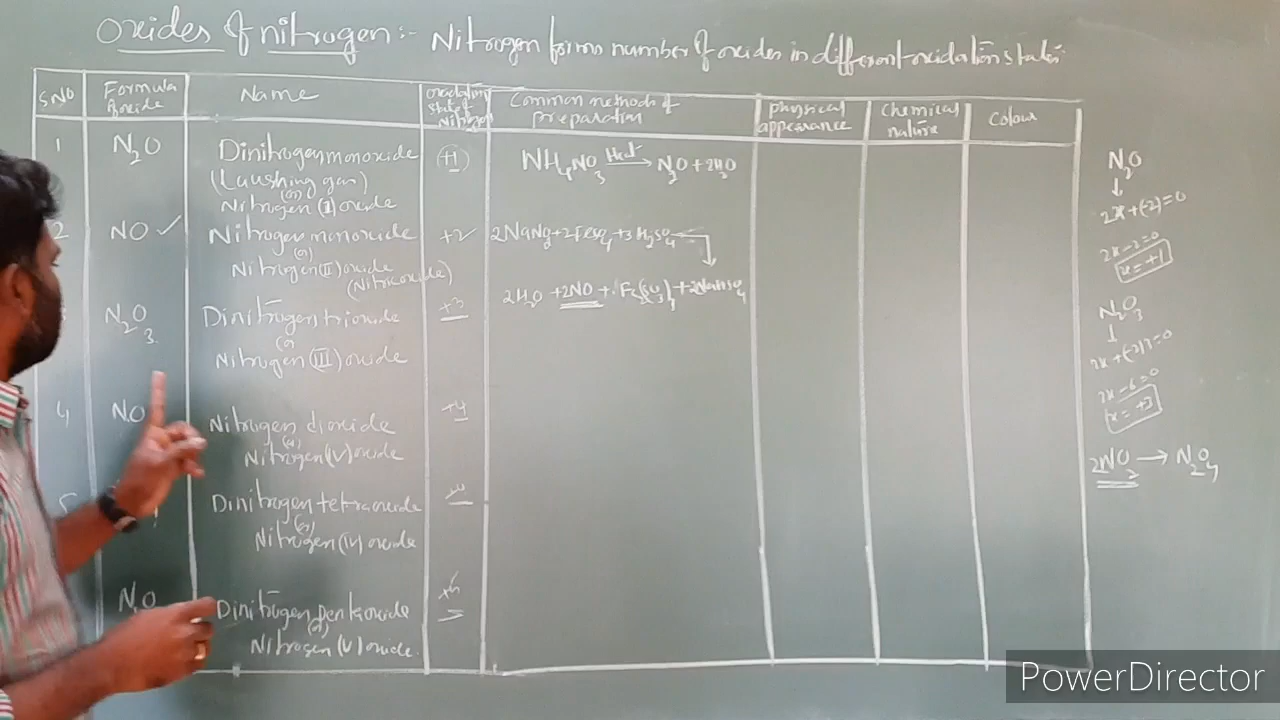 Oxides of nitrogen :- Nitrogen forms number of oxides in different oxidation states
S.NO
Formula of oxide
Name
oxidation state of Nitrogen
Common methods of preparation
physical appearance
Chemical nature
Colour
1
N2O
Dinitrogen monoxide
(Laughing gas)
(or)
Nitrogen (I) oxide
+1
NH4NO3 Heat → N2O + 2H2O
2
NO ✓
Nitrogen monoxide
(or)
Nitrogen (II) oxide
(Nitric oxide)
+2
2NaNO2+2FeSO4+3H2SO4
2H2O + 2NO + + 2NaHSO4
N2O3
Dinitrogen trioxide
(or)
Nitrogen (III) oxide
+3
4
NO
Nitrogen dioxide
(or)
Nitrogen (IV) oxide
+4
5
Dinitrogen tetraoxide
(or)
Nitrogen (IV) oxide
+4
N2O
Dinitrogen pentoxide
(or)
Nitrogen (V) oxide.
+5
N2O
↓
2x+(-2)=0
2x-2=0
x=+1
N2O3
↓
2x+(-2)3=0
2x-6=0
x=+3
2NO2 → N2O4
PowerDirector